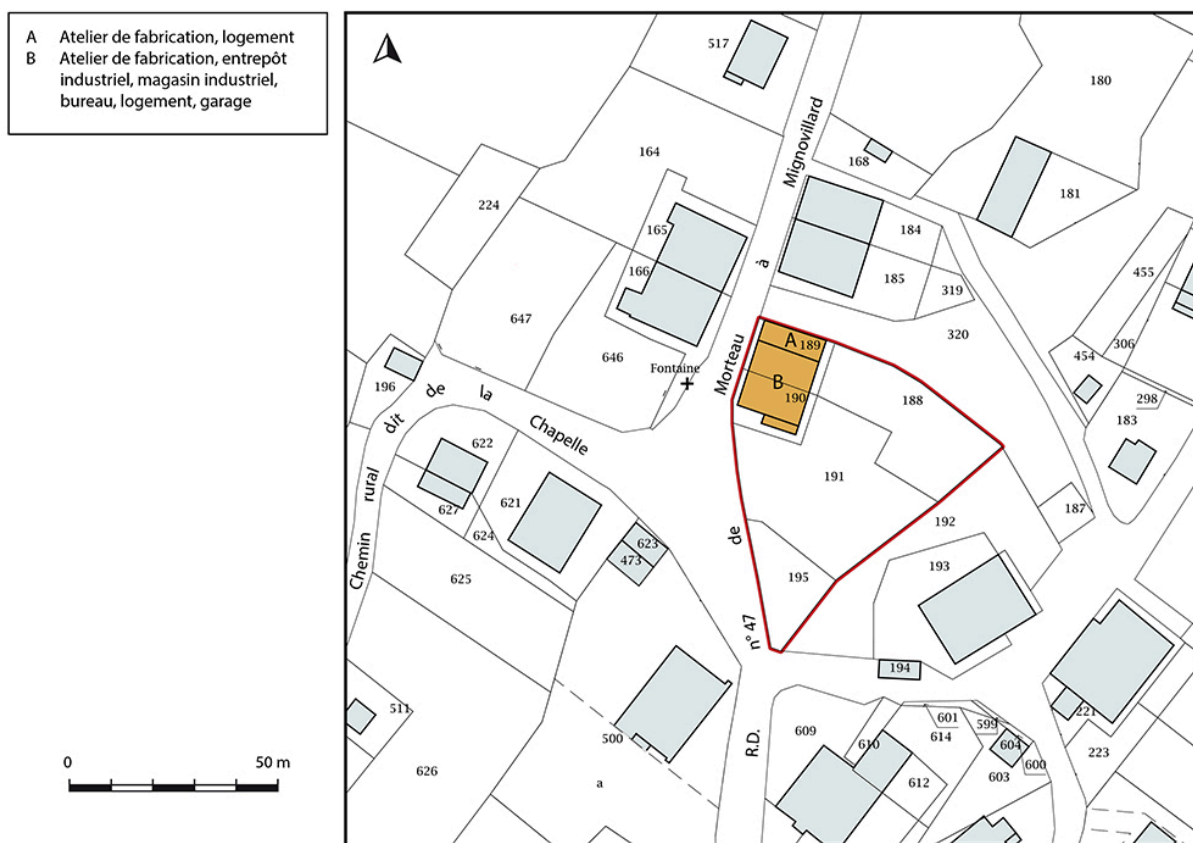 A Atelier de fabrication, logement
B Atelier de fabrication, entrepôt
industriel, magasin industriel,
bureau, logement, garage
0 50 m
517
180
Mignovillard
164
168
181
224
165
184
à
166
185
319
455
647
320
306
A 189
646
Morteau
454
Fontaine
B
196
190
188
298
dit de la Chapelle
183
622
191
621
187
627
624
192
623
de
rural
473
193
625
195
Chemin
n° 47
194
511
221
601
599
500
609
610
614
604
R.D.
223
600
626
603
612
a